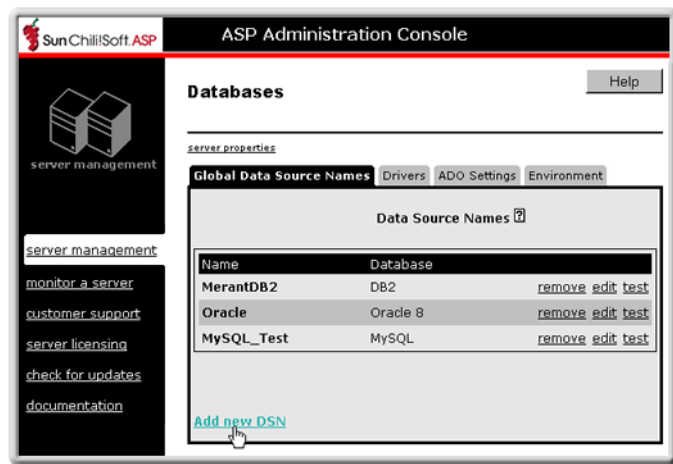 Sun Chili!Soft ASP
ASP Administration Console
Databases
Help
server properties
server management
Global Data Source Names Drivers ADO Settings Environment
Data Source Names ?
server management
monitor a server
customer support
server licensing
check for updates
documentation
Name Database
MerantDB2 DB2 remove edit test
Oracle Oracle 8 remove edit test
MySQL_Test MySQL remove edit test
Add new DSN